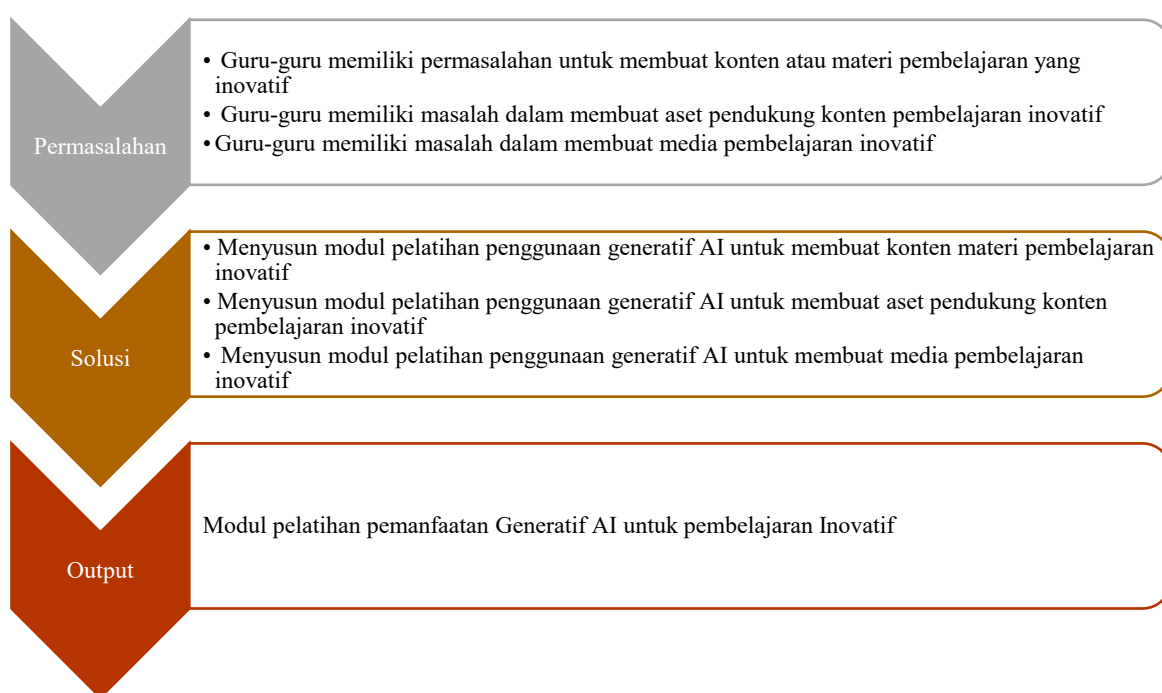 Permasalahan
• Guru-guru memiliki permasalahan untuk membuat konten atau materi pembelajaran yang
inovatif
• Guru-guru memiliki masalah dalam membuat aset pendukung konten pembelajaran inovatif
• Guru-guru memiliki masalah dalam membuat media pembelajaran inovatif
Solusi
• Menyusun modul pelatihan penggunaan generatif AI untuk membuat konten materi pembelajaran
inovatif
• Menyusun modul pelatihan penggunaan generatif AI untuk membuat aset pendukung konten
pembelajaran inovatif
• Menyusun modul pelatihan penggunaan generatif AI untuk membuat media pembelajaran
inovatif
Output
Modul pelatihan pemanfaatan Generatif AI untuk pembelajaran Inovatif